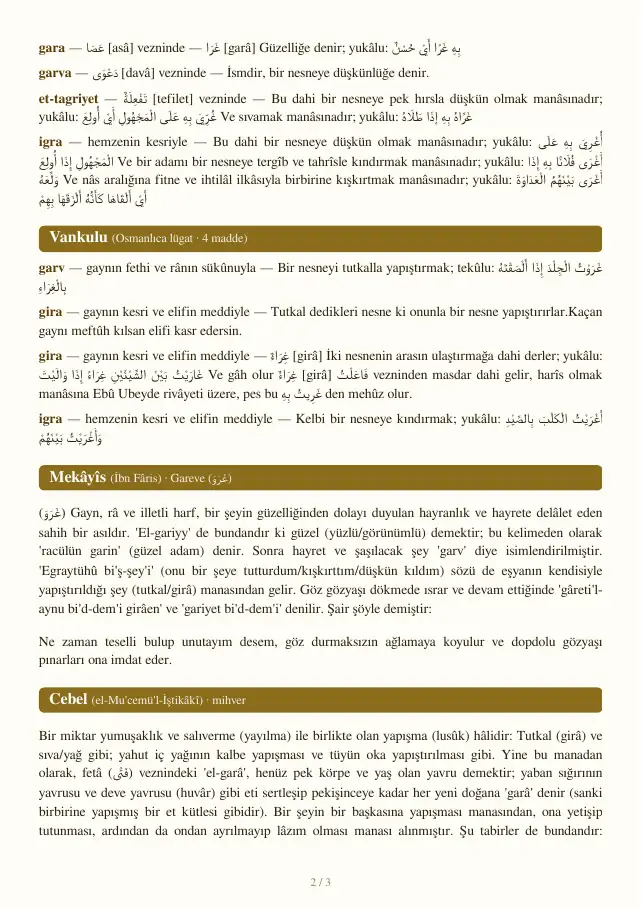 gara — عَصَا [asâ] vezninde — غَرَا [garâ] Güzelliğe denir; yukâlu: بِهِ غَرًا أَيْ حُسْنٌ
garva — دَعْوَى [davâ] vezninde — İsmdir, bir nesneye düşkünlüğe denir.
et-tagriyet — تَفْعِلَةٌ [tefilet] vezninde — Bu dahi bir nesneye pek hırsla düşkün olmak manâsınadır;
yukâlu: غُرِّيَ بِهِ عَلَى الْمَجْهُولِ أَيْ أُولِعَ Ve sıvamak manâsınadır; yukâlu: غَرَّاهُ بِهِ إِذَا طَلَاهُ
igra — hemzenin kesriyle — Bu dahi bir nesneye düşkün olmak manâsınadır; yukâlu: أُغْرِيَ بِهِ عَلَى
الْمَجْهُولِ إِذَا أُولِعَ Ve bir adamı bir nesneye tergîb ve tahrîsle kındırmak manâsınadır; yukâlu: أَغْرَى فُلَانًا بِهِ إِذَا
وَلَّعَهُ Ve nâs aralığına fitne ve ihtilâl ilkâsıyla birbirine kışkırtmak manâsınadır; yukâlu: أَغْرَى بَيْنَهُمُ الْعَدَاوَةَ
أَيْ أَلْقَاهَا كَأَنَّهُ أَلْزَقَهَا بِهِمْ
Vankulu (Osmanlıca lügat · 4 madde)
garv — gaynın fethi ve rânın sükûnuyla — Bir nesneyi tutkalla yapıştırmak; tekûlu: غَرَوْتُ الْجِلْدَ إِذَا أَلْصَقْتَهُ
بِالْغِرَاءِ
gira — gaynın kesri ve elifin meddiyle — Tutkal dedikleri nesne ki onunla bir nesne yapıştırırlar.Kaçan
gaynı meftûh kılsan elifi kasr edersin.
gira — gaynın kesri ve elifin meddiyle — غِرَاءٌ [girâ] İki nesnenin arasın ulaştırmağa dahi derler; yukâlu:
غَارَيْتُ بَيْنَ الشَّيْئَيْنِ غِرَاءً إِذَا وَالَيْتَ Ve gâh olur غِرَاءٌ [girâ] فَاعَلْتُ vezninden masdar dahi gelir, harîs olmak
manâsına Ebû Ubeyde rivâyeti üzere, pes bu غَرِيتُ بِهِ den mehûz olur.
igra — hemzenin kesri ve elifin meddiyle — Kelbi bir nesneye kındırmak; yukâlu: أَغْرَيْتُ الْكَلْبَ بِالصَّيْدِ
وَأَغْرَيْتُ بَيْنَهُمْ
Mekâyîs (İbn Fâris) · Gareve (غَرَوَ)
(غَرَوَ) Gayn, râ ve illetli harf, bir şeyin güzelliğinden dolayı duyulan hayranlık ve hayrete delâlet eden
sahih bir asıldır. 'El-gariyy' de bundandır ki güzel (yüzlü/görünümlü) demektir; bu kelimeden olarak
'racülün garin' (güzel adam) denir. Sonra hayret ve şaşılacak şey 'garv' diye isimlendirilmiştir.
'Egraytühû bi'ş-şey'i' (onu bir şeye tutturdum/kışkırttım/düşkün kıldım) sözü de eşyanın kendisiyle
yapıştırıldığı şey (tutkal/girâ) manasından gelir. Göz gözyaşı dökmede ısrar ve devam ettiğinde 'gâreti'l-
aynu bi'd-dem'i girâen' ve 'gariyet bi'd-dem'i' denilir. Şair şöyle demiştir:
Ne zaman teselli bulup unutayım desem, göz durmaksızın ağlamaya koyulur ve dopdolu gözyaşı
pınarları ona imdat eder.
Cebel (el-Mu'cemü'l-İştikâkî) · mihver
Bir miktar yumuşaklık ve salıverme (yayılma) ile birlikte olan yapışma (lusûk) hâlidir: Tutkal (girâ) ve
sıva/yağ gibi; yahut iç yağının kalbe yapışması ve tüyün oka yapıştırılması gibi. Yine bu manadan
olarak, fetâ (فَتًى) veznindeki 'el-garâ', henüz pek körpe ve yaş olan yavru demektir; yaban sığırının
yavrusu ve deve yavrusu (huvâr) gibi eti sertleşip pekişinceye kadar her yeni doğana 'garâ' denir (sanki
birbirine yapışmış bir et kütlesi gibidir). Bir şeyin bir başkasına yapışması manasından, ona yetişip
tutunması, ardından da ondan ayrılmayıp lâzım olması manası alınmıştır. Şu tabirler de bundandır:
2 / 3